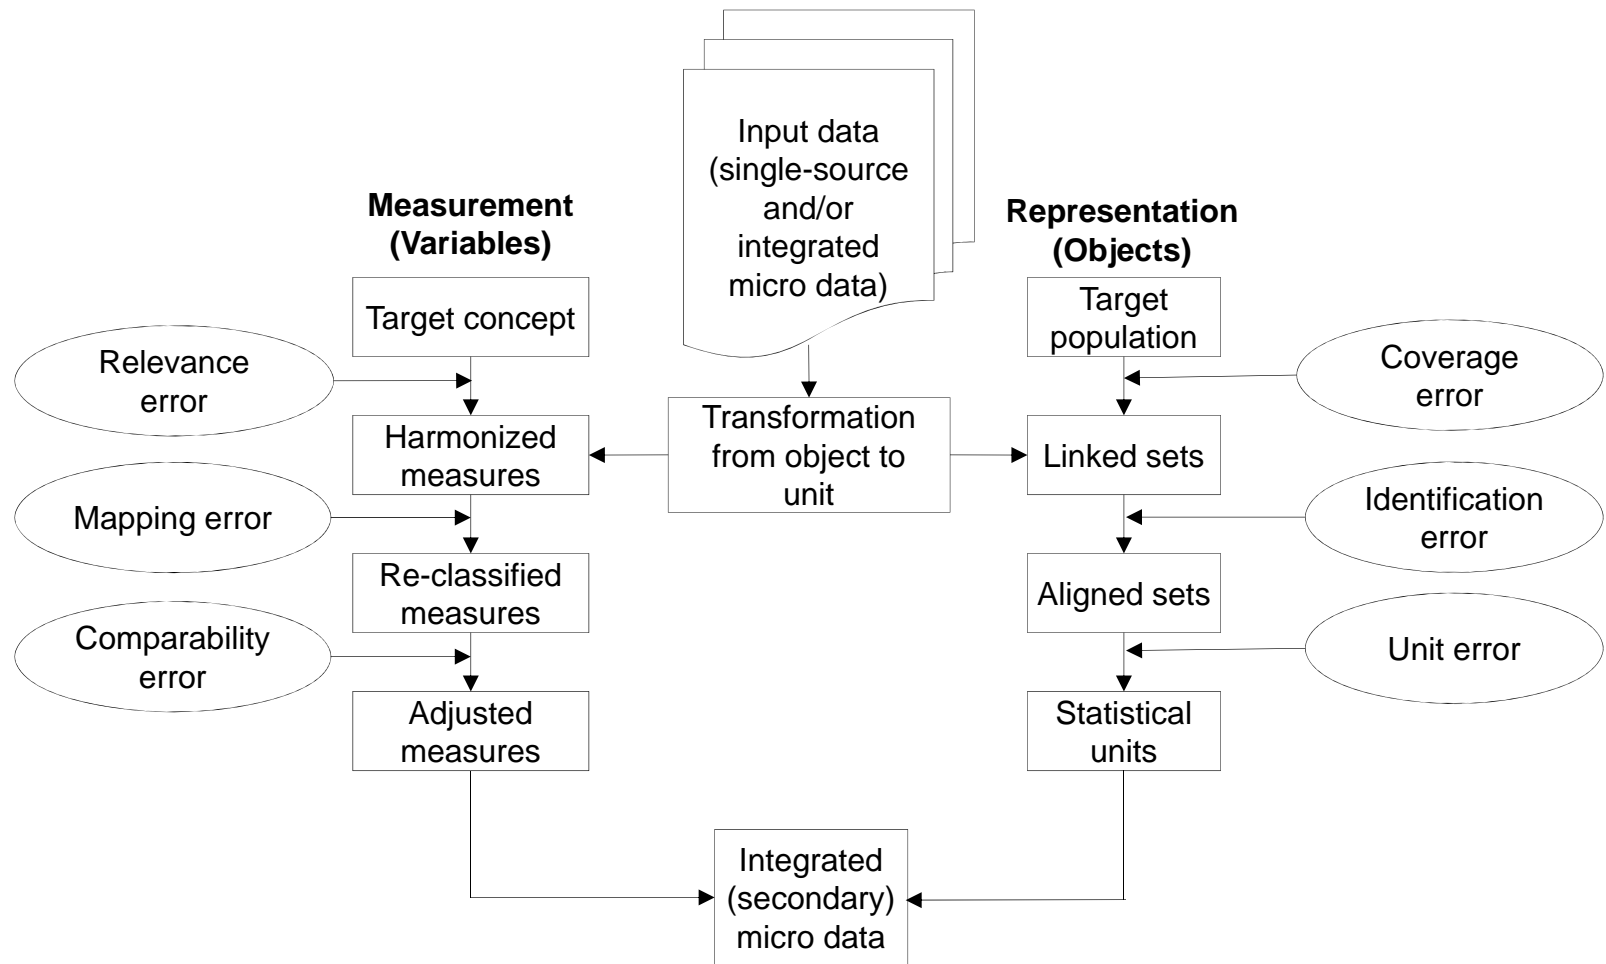 Input data
(single-source
and/or
integrated
micro data)
Measurement
(Variables)
Representation
(Objects)
Target concept
Target
population
Relevance
error
Coverage
error
Transformation
from object to
unit
Harmonized
measures
Linked sets
Mapping error
Identification
error
Re-classified
measures
Aligned sets
Comparability
error
Unit error
Adjusted
measures
Statistical
units
Integrated
(secondary)
micro data